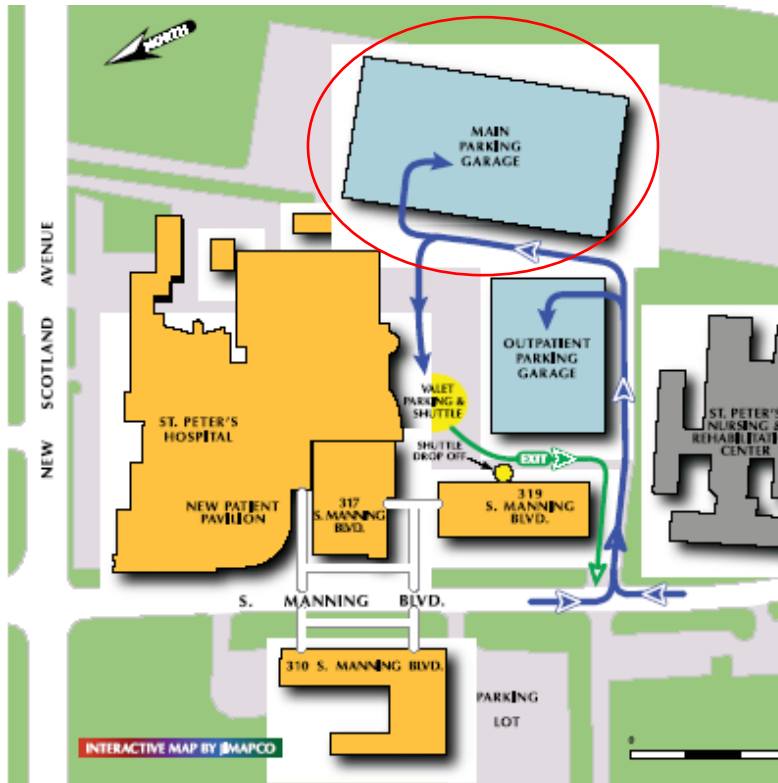 NORTH
MAIN
PARKING
GARAGE
NEW SCOTLAND AVENUE
OUTPATIENT
PARKING
GARAGE
VALET
PARKING &
SHUTTLE
ST. PETER'S
HOSPITAL
SHUTTLE
DROP OFF
EXIT
ST. PETER'S
NURSING &
REHABILITATI
CENTER
NEW PATIENT
PAVILION
317
S. MANNING
BLVD.
319
S. MANNING
BLVD.
S. MANNING BLVD.
310 S. MANNING BLVD.
PARKING
LOT
INTERACTIVE MAP BY JIMAPCO
0